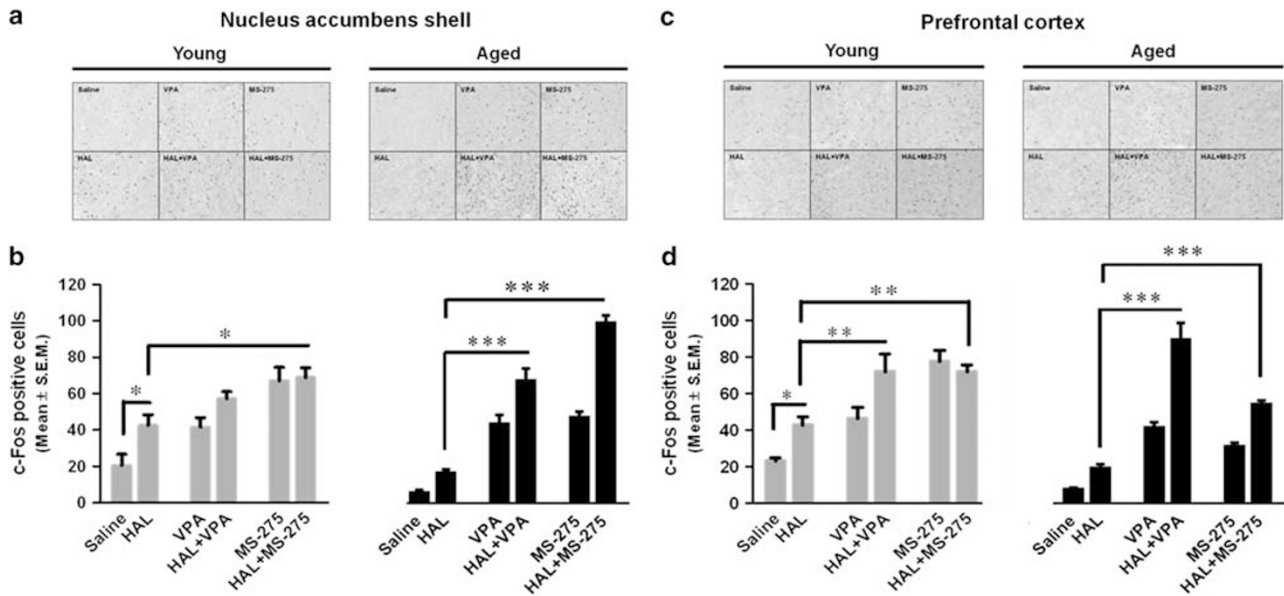 a
Nucleus accumbens shell
Young
Aged
Saline
VPA
MS-275
HAL
HAL+VPA
HAL+MS-275
Saline
VPA
MS-275
HAL
HAL+VPA
HAL+MS-275
c
Prefrontal cortex
Young
Aged
Saline
VPA
MS-275
HAL
HAL+VPA
HAL+MS-275
Saline
VPA
MS-275
HAL
HAL+VPA
HAL+MS-275
b
c-Fos positive cells
(Mean ± S.E.M.)
120
100
80
60
40
20
0
*
*
***
***
Saline
HAL
VPA
HAL+VPA
MS-275
HAL+MS-275
Saline
HAL
VPA
HAL+VPA
MS-275
HAL+MS-275
d
c-Fos positive cells
(Mean ± S.E.M.)
120
100
80
60
40
20
0
*
**
**
***
***
Saline
HAL
VPA
HAL+VPA
MS-275
HAL+MS-275
Saline
HAL
VPA
HAL+VPA
MS-275
HAL+MS-275